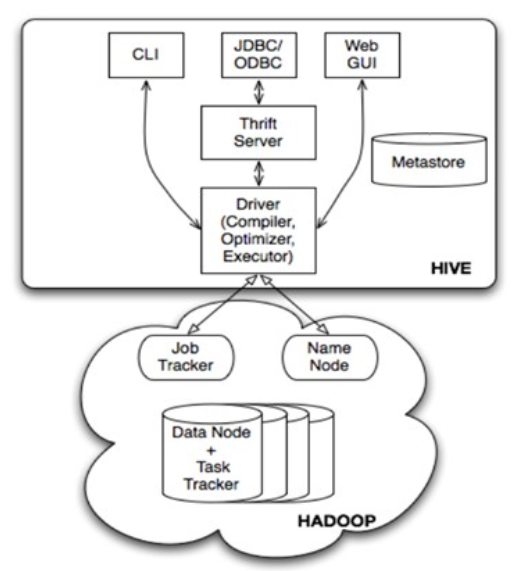 CLI
JDBC/
ODBC
Web
GUI
Thrift
Server
Metastore
Driver
(Compiler,
Optimizer,
Executor)
HIVE
Job
Tracker
Name
Node
Data Node
+
Task
Tracker
HADOOP